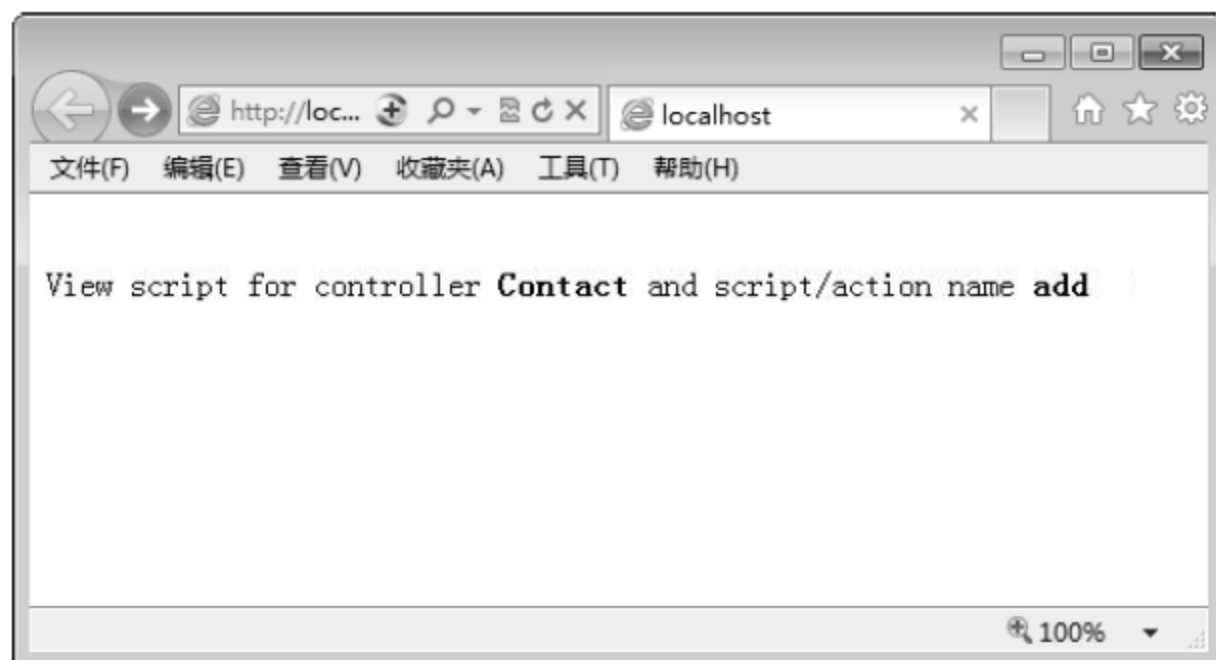 http://loc...
localhost
文件(F) 编辑(E) 查看(V) 收藏夹(A) 工具(T) 帮助(H)
View script for controller Contact and script/action name add
100%